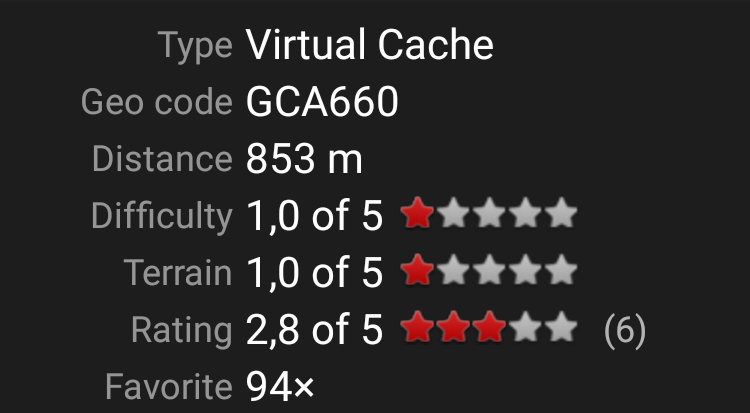 Type Virtual Cache
Geo code GCA660
Distance 853 m
Difficulty 1,0 of 5
Terrain 1,0 of 5
Rating 2,8 of 5 (6)
Favorite 94×